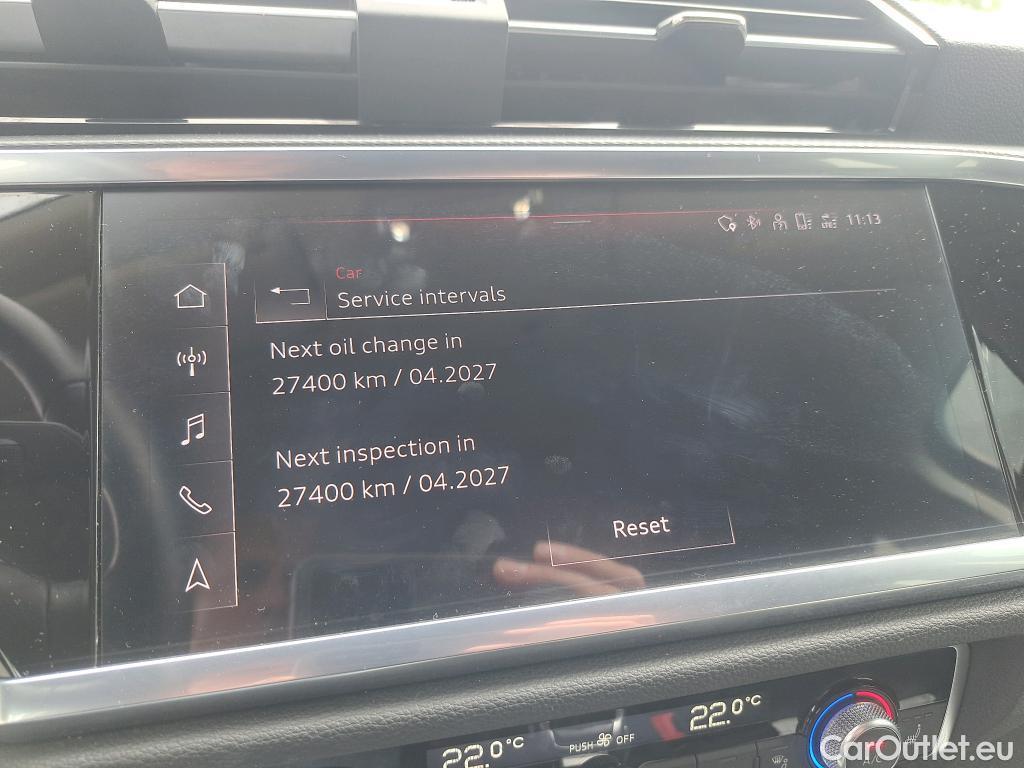 11:13
Car
Service intervals
Next oil change in
27400 km / 04.2027
Next inspection in
27400 km / 04.2027
Reset
22.0°C
PUSH OFF
22.0°C
CarOutlet.eu